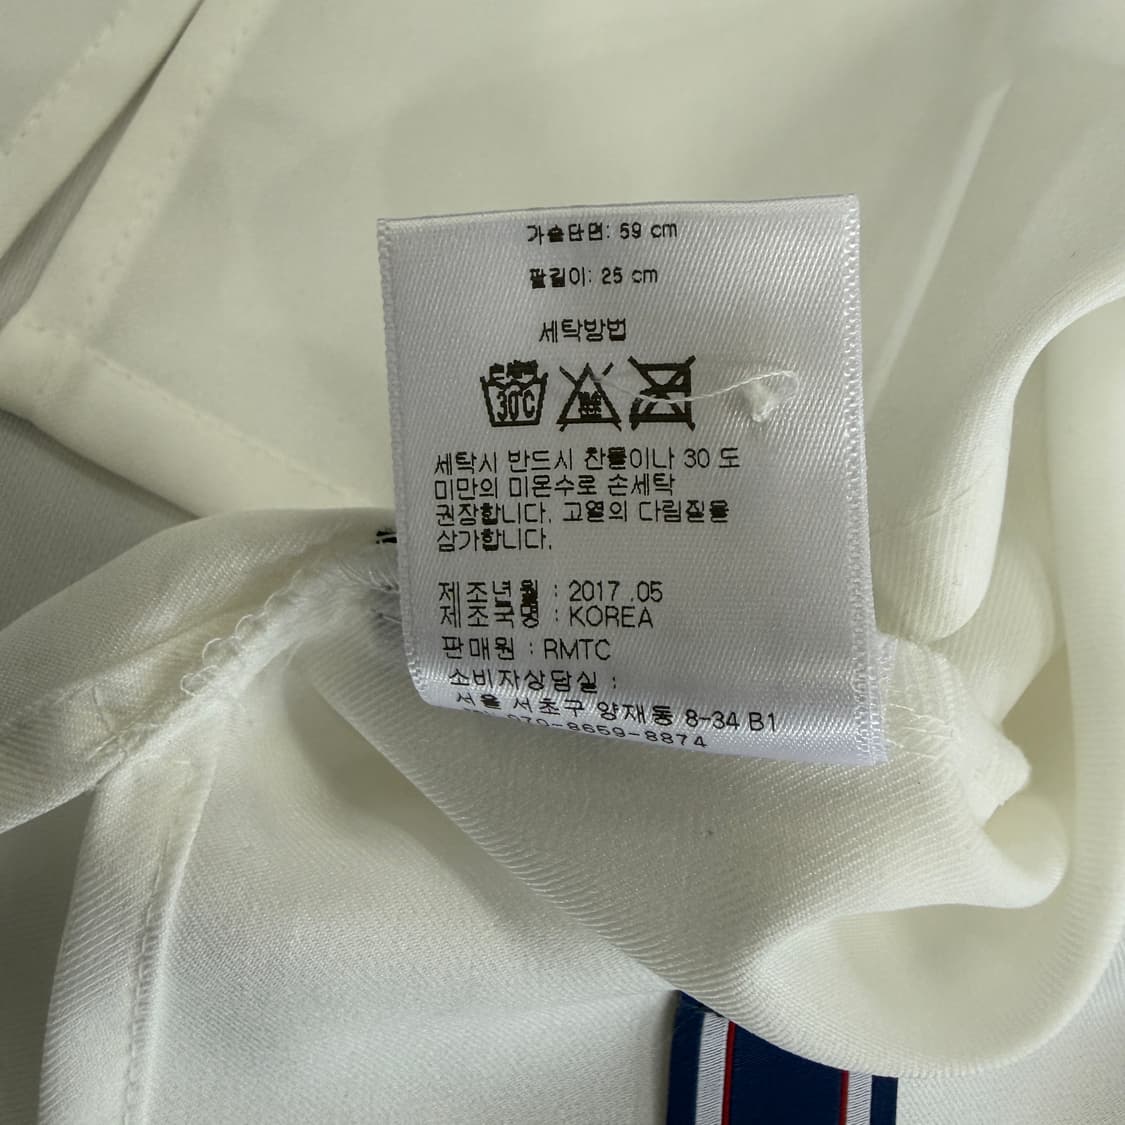 가슴단면: 59 cm
팔길이: 25 cm
세탁방법
30℃
세탁시 반드시 찬물이나 30 도
미만의 미온수로 손세탁
권장합니다. 고열의 다림질을
삼가합니다.
제조년월 : 2017 .05
제조국명 : KOREA
판매원 : RMTC
소비자상담실 :
서울 서초구 양재동 8-34 B1
070-8659-8874